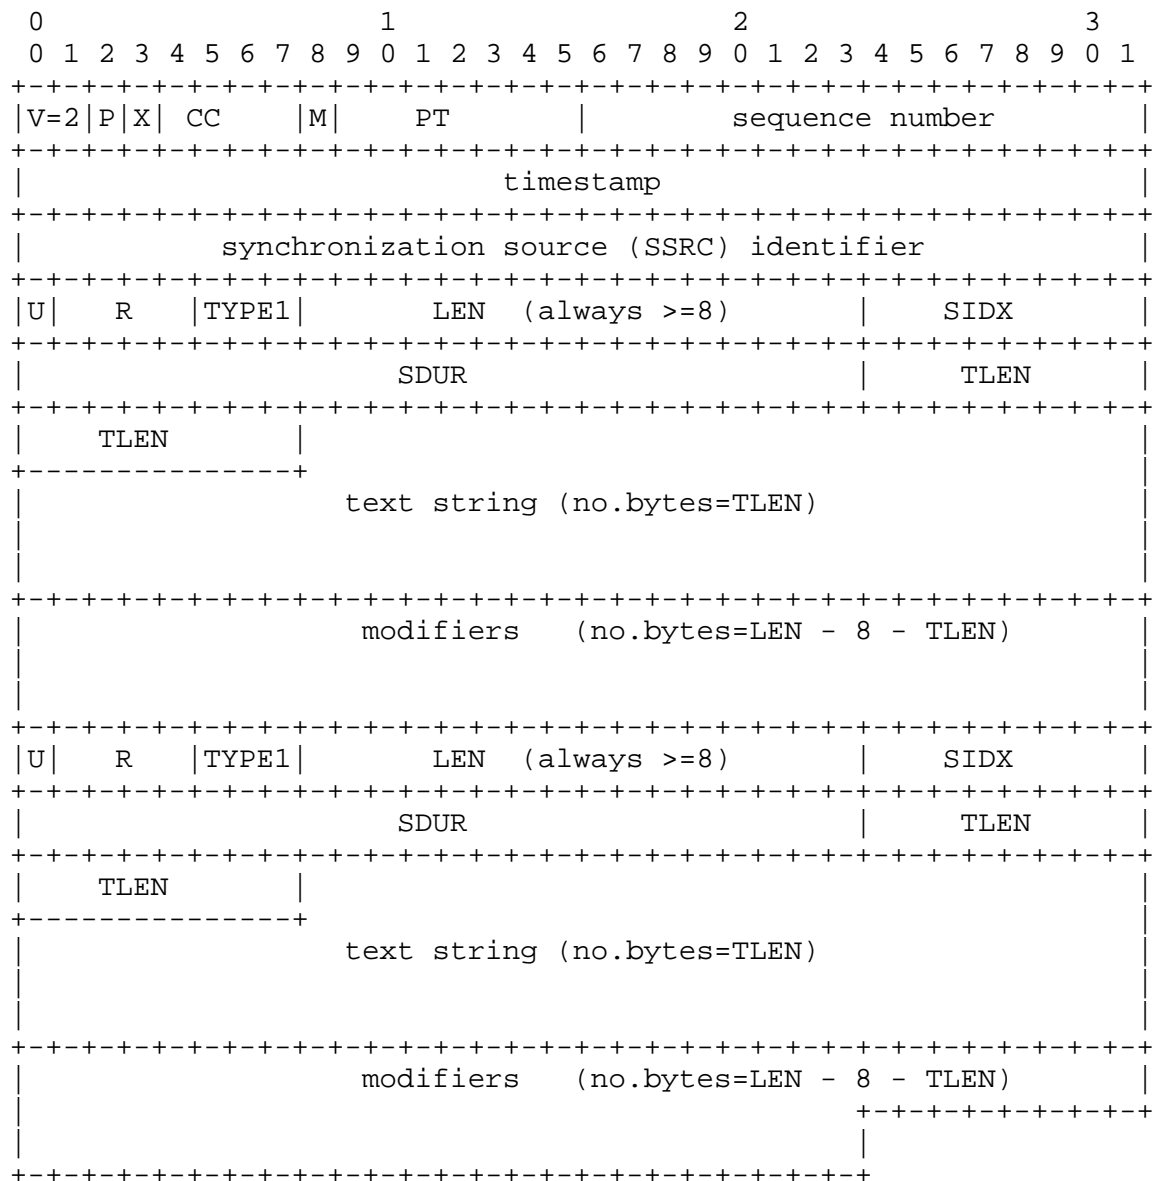 0                   1                   2                   3
 0 1 2 3 4 5 6 7 8 9 0 1 2 3 4 5 6 7 8 9 0 1 2 3 4 5 6 7 8 9 0 1
+-+-+-+-+-+-+-+-+-+-+-+-+-+-+-+-+-+-+-+-+-+-+-+-+-+-+-+-+-+-+-+-+
|V=2|P|X| CC    |M|    PT       |        sequence number        |
+-+-+-+-+-+-+-+-+-+-+-+-+-+-+-+-+-+-+-+-+-+-+-+-+-+-+-+-+-+-+-+-+
|                           timestamp                           |
+-+-+-+-+-+-+-+-+-+-+-+-+-+-+-+-+-+-+-+-+-+-+-+-+-+-+-+-+-+-+-+-+
|           synchronization source (SSRC) identifier            |
+-+-+-+-+-+-+-+-+-+-+-+-+-+-+-+-+-+-+-+-+-+-+-+-+-+-+-+-+-+-+-+-+
|U|   R   |TYPE1|       LEN  (always >=8)       |    SIDX       |
+-+-+-+-+-+-+-+-+-+-+-+-+-+-+-+-+-+-+-+-+-+-+-+-+-+-+-+-+-+-+-+-+
|                     SDUR                      |     TLEN      |
+-+-+-+-+-+-+-+-+-+-+-+-+-+-+-+-+-+-+-+-+-+-+-+-+-+-+-+-+-+-+-+-+
|    TLEN       |                                               |
+---------------+                                               |
|                  text string (no.bytes=TLEN)                  |
|                                                               |
|                                                               |
+-+-+-+-+-+-+-+-+-+-+-+-+-+-+-+-+-+-+-+-+-+-+-+-+-+-+-+-+-+-+-+-+
|                   modifiers   (no.bytes=LEN - 8 - TLEN)       |
|                                                               |
|                                                               |
+-+-+-+-+-+-+-+-+-+-+-+-+-+-+-+-+-+-+-+-+-+-+-+-+-+-+-+-+-+-+-+-+
|U|   R   |TYPE1|       LEN  (always >=8)       |    SIDX       |
+-+-+-+-+-+-+-+-+-+-+-+-+-+-+-+-+-+-+-+-+-+-+-+-+-+-+-+-+-+-+-+-+
|                     SDUR                      |     TLEN      |
+-+-+-+-+-+-+-+-+-+-+-+-+-+-+-+-+-+-+-+-+-+-+-+-+-+-+-+-+-+-+-+-+
|    TLEN       |                                               |
+---------------+                                               |
|                  text string (no.bytes=TLEN)                  |
|                                                               |
|                                                               |
+-+-+-+-+-+-+-+-+-+-+-+-+-+-+-+-+-+-+-+-+-+-+-+-+-+-+-+-+-+-+-+-+
|                   modifiers   (no.bytes=LEN - 8 - TLEN)       |
|                                               +-+-+-+-+-+-+-+-+
|                                               |
+-+-+-+-+-+-+-+-+-+-+-+-+-+-+-+-+-+-+-+-+-+-+-+-+